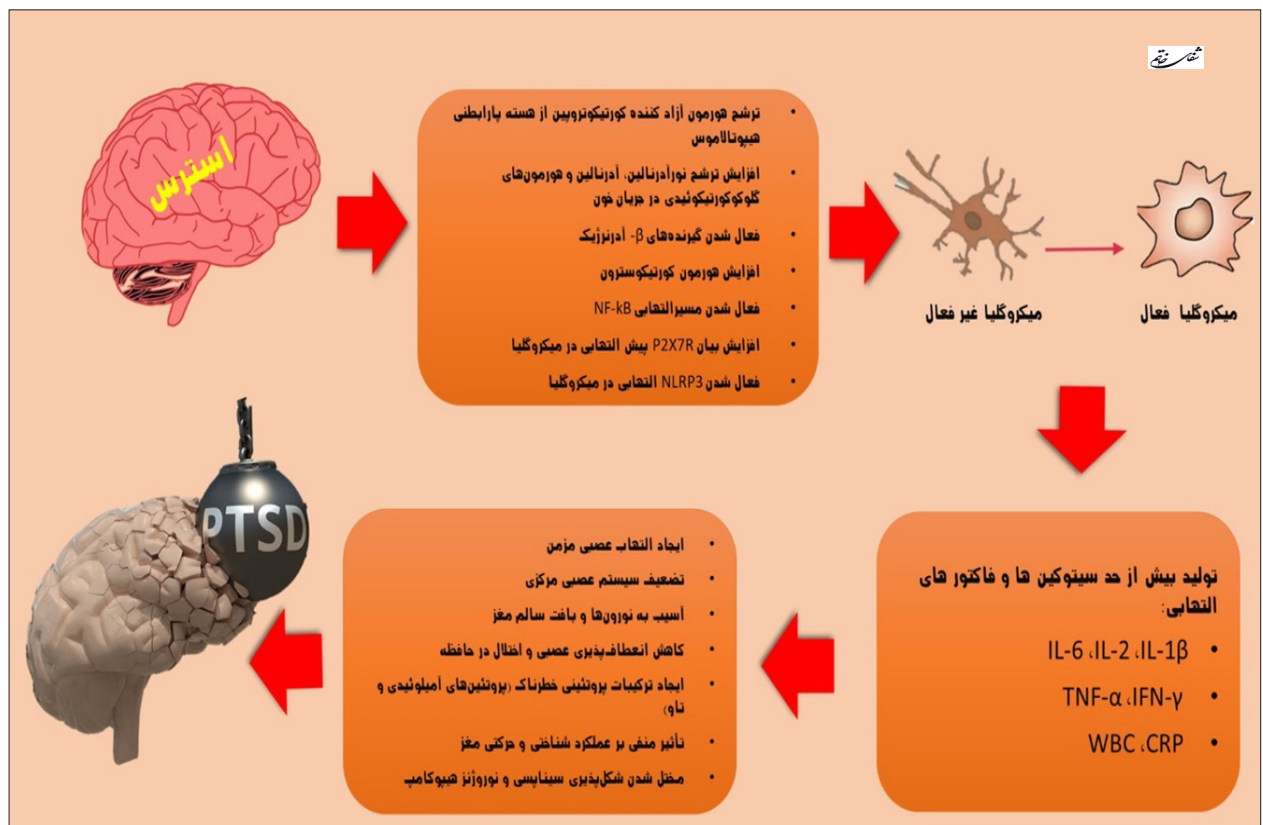 شفای خاتم
استرس
• ترشح هورمون آزاد کننده کورتیکوتروپین از هسته پارابطنی
هیپوتالاموس
• افزایش ترشح نورآدرنالین، آدرنالین و هورمون‌های
گلوکوکورتیکوئیدی در جریان خون
• فعال شدن گیرنده‌های β- آدرنرژیک
• افزایش هورمون کورتیکوسترون
• فعال شدن مسیرالتهابی NF-kB
• افزایش بیان P2X7R پیش التهابی در میکروگلیا
• فعال شدن NLRP3 التهابی در میکروگلیا
میکروگلیا غیر فعال
میکروگلیا فعال
تولید بیش از حد سیتوکین ها و فاکتور های
التهابی:
• IL-6 ،IL-2 ،IL-1β
• TNF-α ،IFN-γ
• WBC ،CRP
• ایجاد التهاب عصبی مزمن
• تضعیف سیستم عصبی مرکزی
• آسیب به نورون‌ها و بافت سالم مغز
• کاهش انعطاف‌پذیری عصبی و اختلال در حافظه
• ایجاد ترکیبات پروتئینی خطرناک (پروتئین‌های آمیلوئیدی و
تاو)
• تأثیر منفی بر عملکرد شناختی و حرکتی مغز
• مختل شدن شکل‌پذیری سیناپسی و نوروژنز هیپوکامپ
PTSD